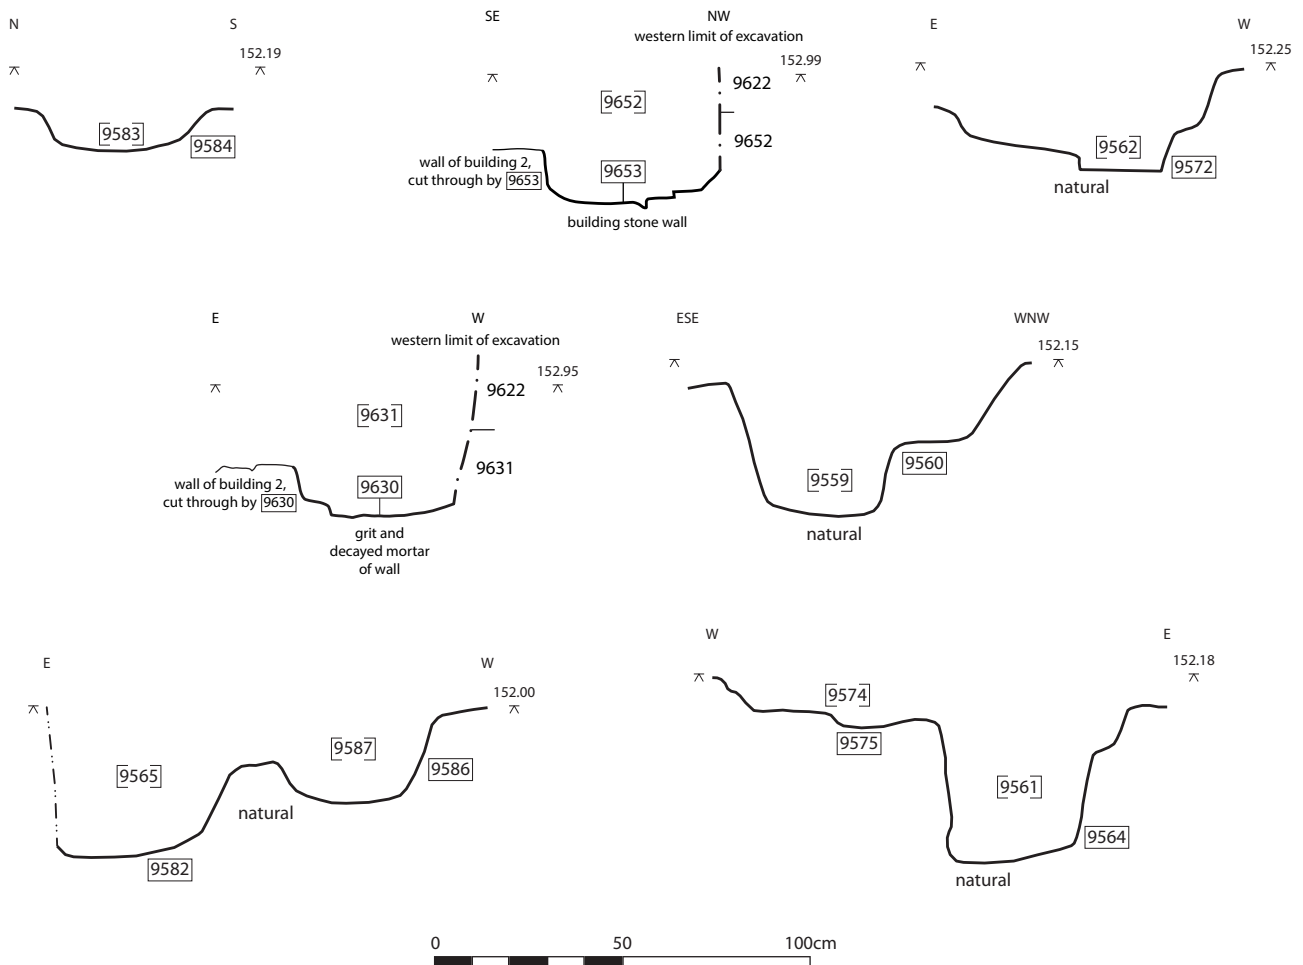 N
S
152.19
9583
9584
SE
NW
western limit of excavation
152.99
9622
9652
9652
wall of building 2,
cut through by 9653
9653
building stone wall
E
W
152.25
9562
9572
natural
E
W
western limit of excavation
152.95
9622
9631
9631
wall of building 2,
cut through by 9630
9630
grit and
decayed mortar
of wall
ESE
WNW
152.15
9560
9559
natural
E
W
152.00
9587
9565
9586
natural
9582
W
E
152.18
9574
9575
9561
9564
natural
0 50 100cm